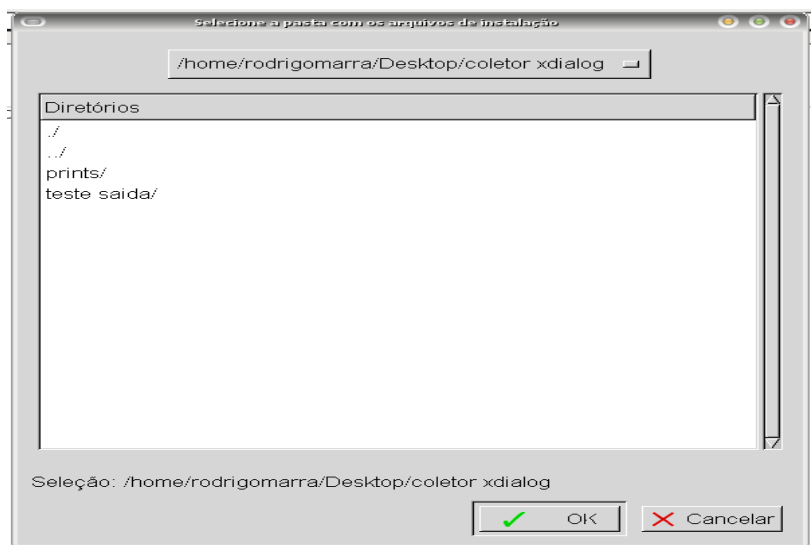 Selecione a pasta com os arquivos de instalação
/home/rodrigomarra/Desktop/coletor xdialog
Diretórios
./
../
prints/
teste saida/
Seleção: /home/rodrigomarra/Desktop/coletor xdialog
OK Cancelar